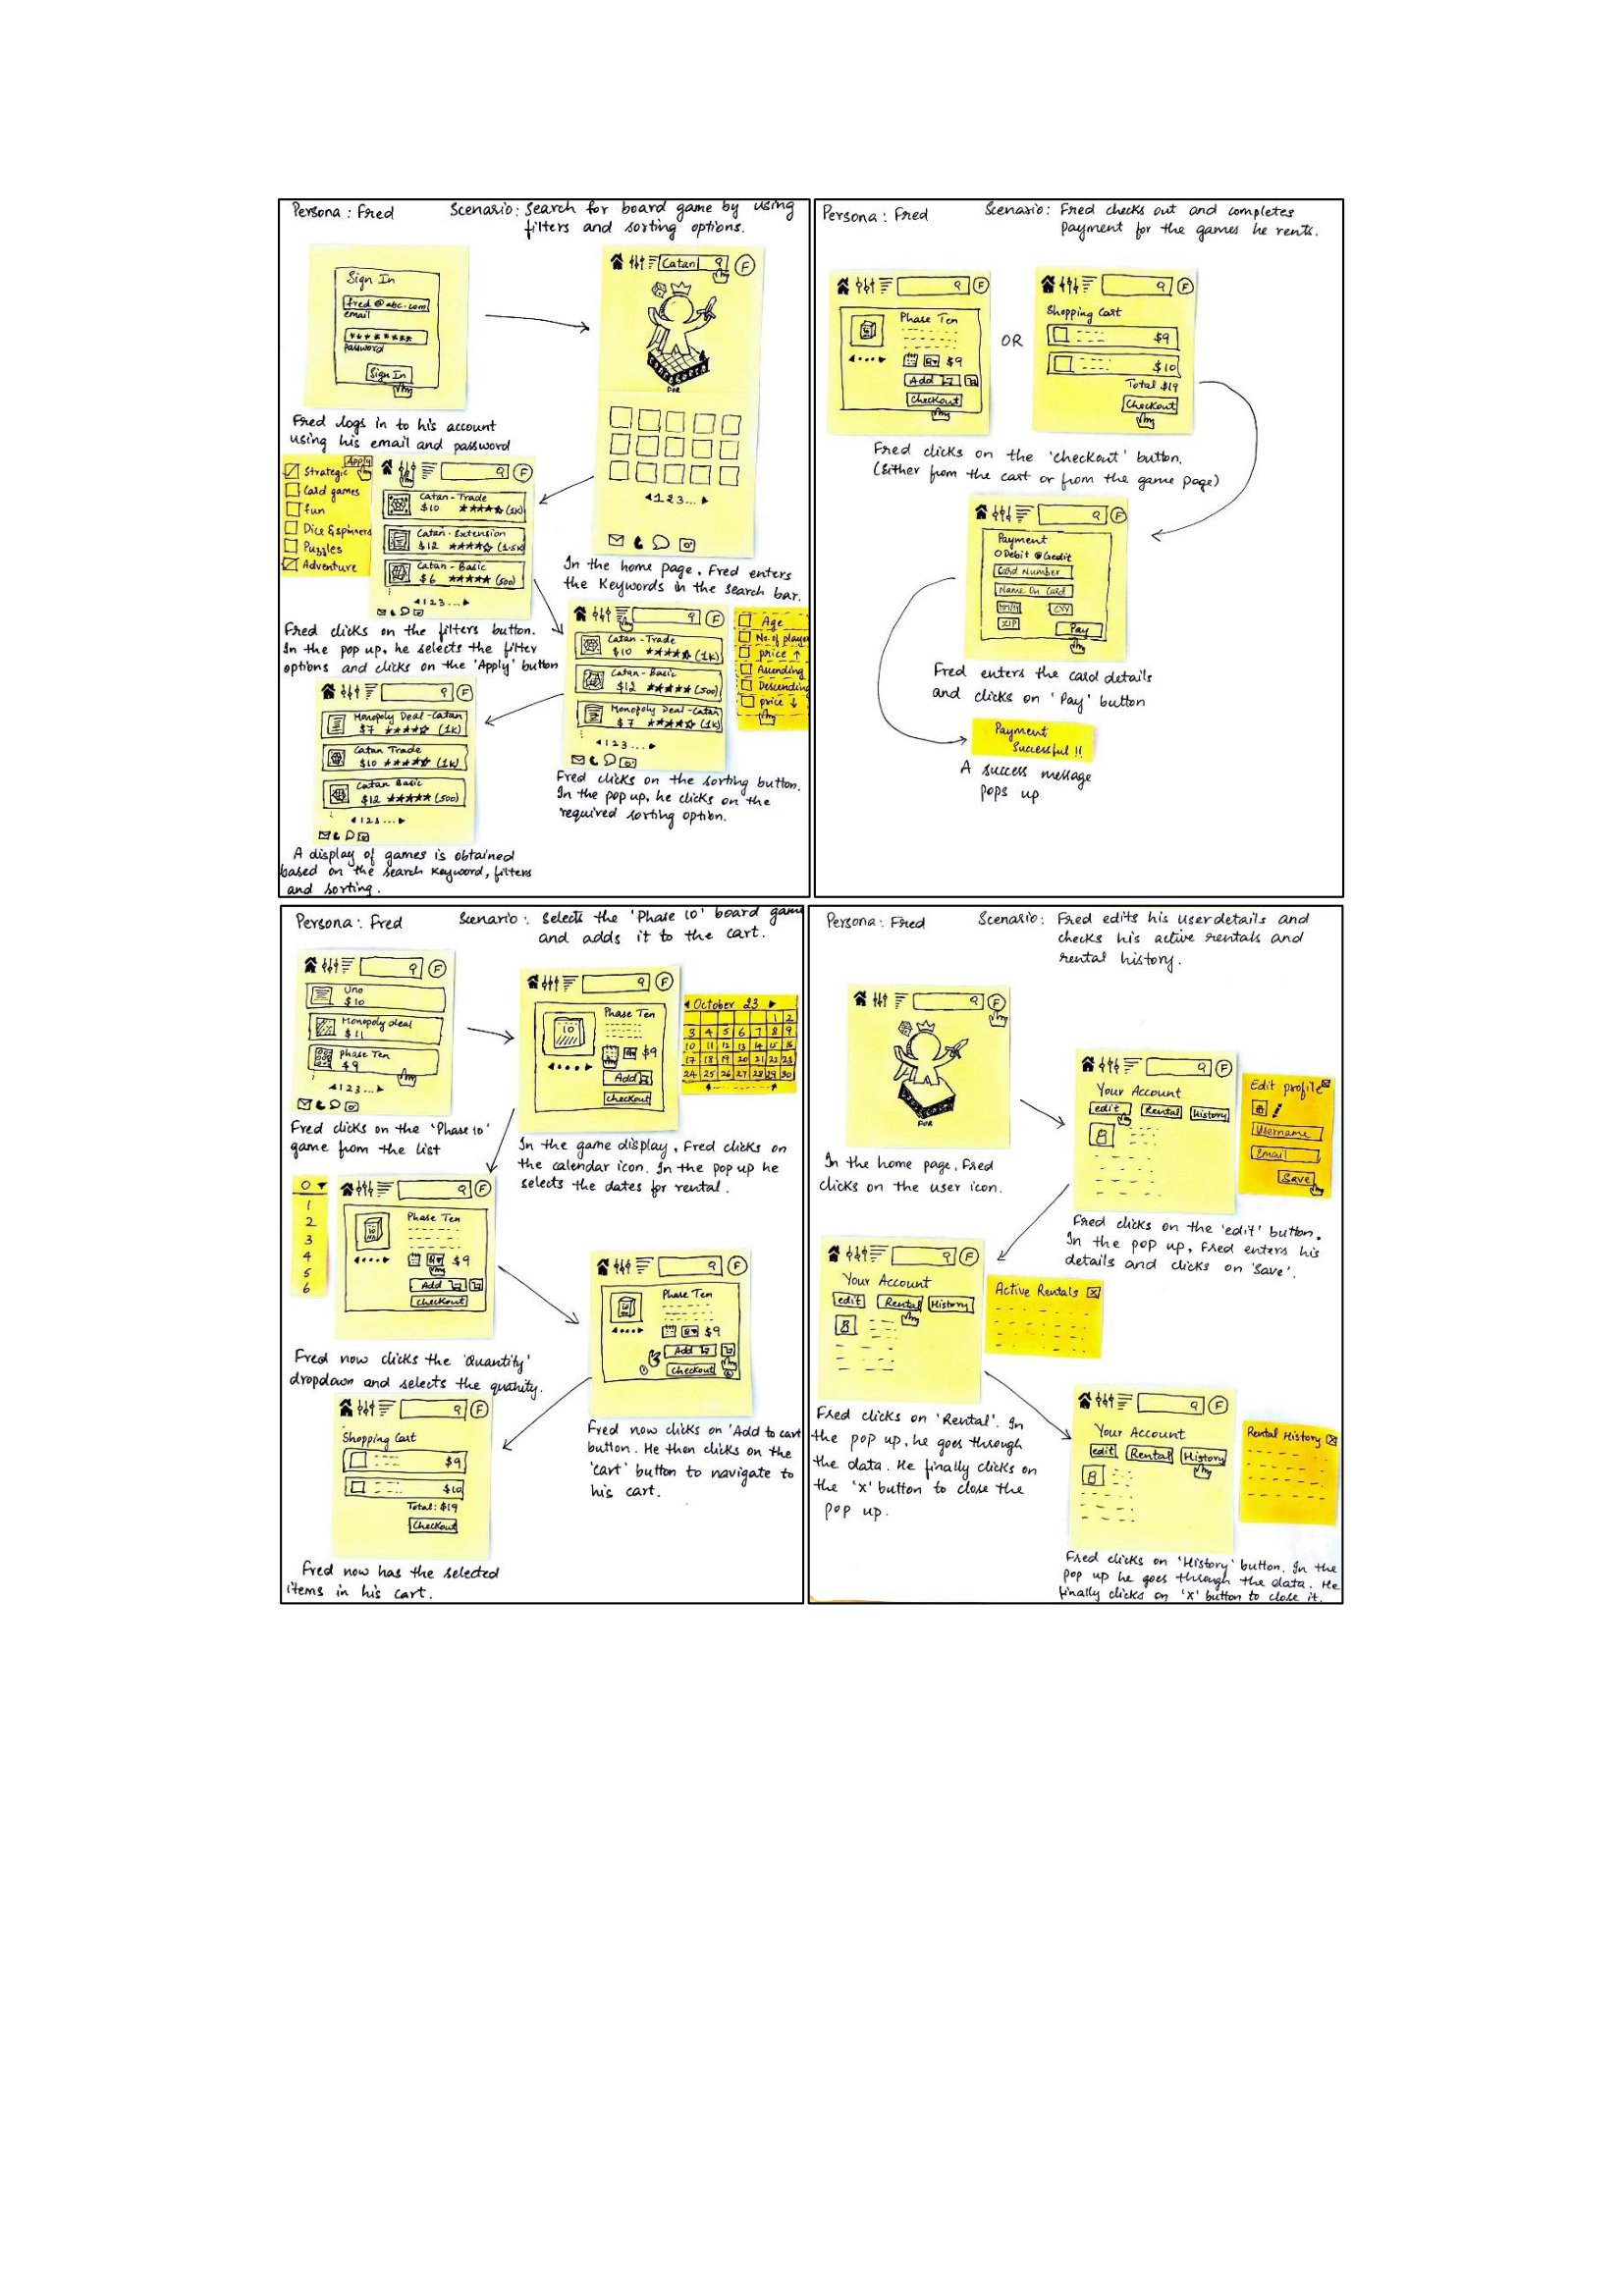 Persona : Fred
Scenario: Search for board game by using
filters and sorting options.
Sign In
fred@abc.com
email
********
Password
Sign In
Fred logs in to his account
using his email and password
Catan
F
FOR
◂123...▸
In the home page, Fred enters
the Keywords in the search bar.
Apply
Strategic
Card games
fun
Dice & spinners
Puzzles
Adventure
F
Catan-Trade
$10 ★★★★☆ (1K)
Catan-Extension
$12 ★★★★☆ (1.5K)
Catan-Basic
$6 ★★★★★ (500)
◂123...▸
Fred clicks on the filters button.
In the pop up, he selects the filter
options and clicks on the 'Apply' button
F
Catan-Trade
$10 ★★★★☆ (1K)
Catan-Basic
$12 ★★★★★ (500)
Monopoly Deal-Catan
$7 ★★★★☆ (1K)
◂123...▸
Age
No. of player
price ↑
Ascending
Descending
price ↓
Fred clicks on the sorting button.
In the pop up, he clicks on the
required sorting option.
F
Monopoly Deal-Catan
$7 ★★★★☆ (1K)
Catan Trade
$10 ★★★★☆ (1K)
Catan Basic
$12 ★★★★★ (500)
◂123...▸
A display of games is obtained
based on the search keyword, filters
and sorting.
Persona : Fred
Scenario: Fred checks out and completes
payment for the games he rents.
F
Phase Ten
$9
Add
Checkout
OR
F
Shopping Cart
$9
$10
Total $19
Checkout
Fred clicks on the 'checkout' button.
(Either from the cart or from the game page)
F
Payment
Debit Credit
Card Number
Name On Card
MM/YY CVV
ZIP
Pay
Fred enters the card details
and clicks on 'Pay' button
Payment
Successful !!
A success message
pops up
Persona : Fred
Scenario : Selects the 'Phase 10' board game
and adds it to the cart.
F
Uno
$10
Monopoly deal
$11
Phase Ten
$9
◂123...▸
Fred clicks on the 'Phase 10'
game from the list
F
Phase Ten
10
$9
Add
Checkout
◂ October 23 ▸
1 2
3 4 5 6 7 8 9
10 11 12 13 14 15 16
17 18 19 20 21 22 23
24 25 26 27 28 29 30
In the game display, Fred clicks on
the calendar icon. In the pop up he
selects the dates for rental.
0 ▾
1
2
3
4
5
6
F
Phase Ten
10
$9
Add
Checkout
Fred now clicks the 'Quantity'
dropdown and selects the quantity.
F
Phase Ten
$9
Add
Checkout
Fred now clicks on 'Add to cart
button. He then clicks on the
'cart' button to navigate to
his cart.
F
Shopping Cart
$9
$10
Total: $19
Checkout
Fred now has the selected
items in his cart.
Persona : Fred
Scenario: Fred edits his user details and
checks his active rentals and
rental history.
F
FOR
In the home page, Fred
clicks on the user icon.
F
Your Account
edit Rental History
Edit profile
Username
Email
Save
Fred clicks on the 'edit' button.
In the pop up, Fred enters his
details and clicks on 'Save'.
F
Your Account
edit Rental History
Active Rentals X
Fred clicks on 'Rental'. In
the pop up, he goes through
the data. He finally clicks on
the 'x' button to close the
pop up.
F
Your Account
edit Rental History
Rental History X
Fred clicks on 'History' button. In the
pop up he goes through the data. He
finally clicks on 'x' button to close it.